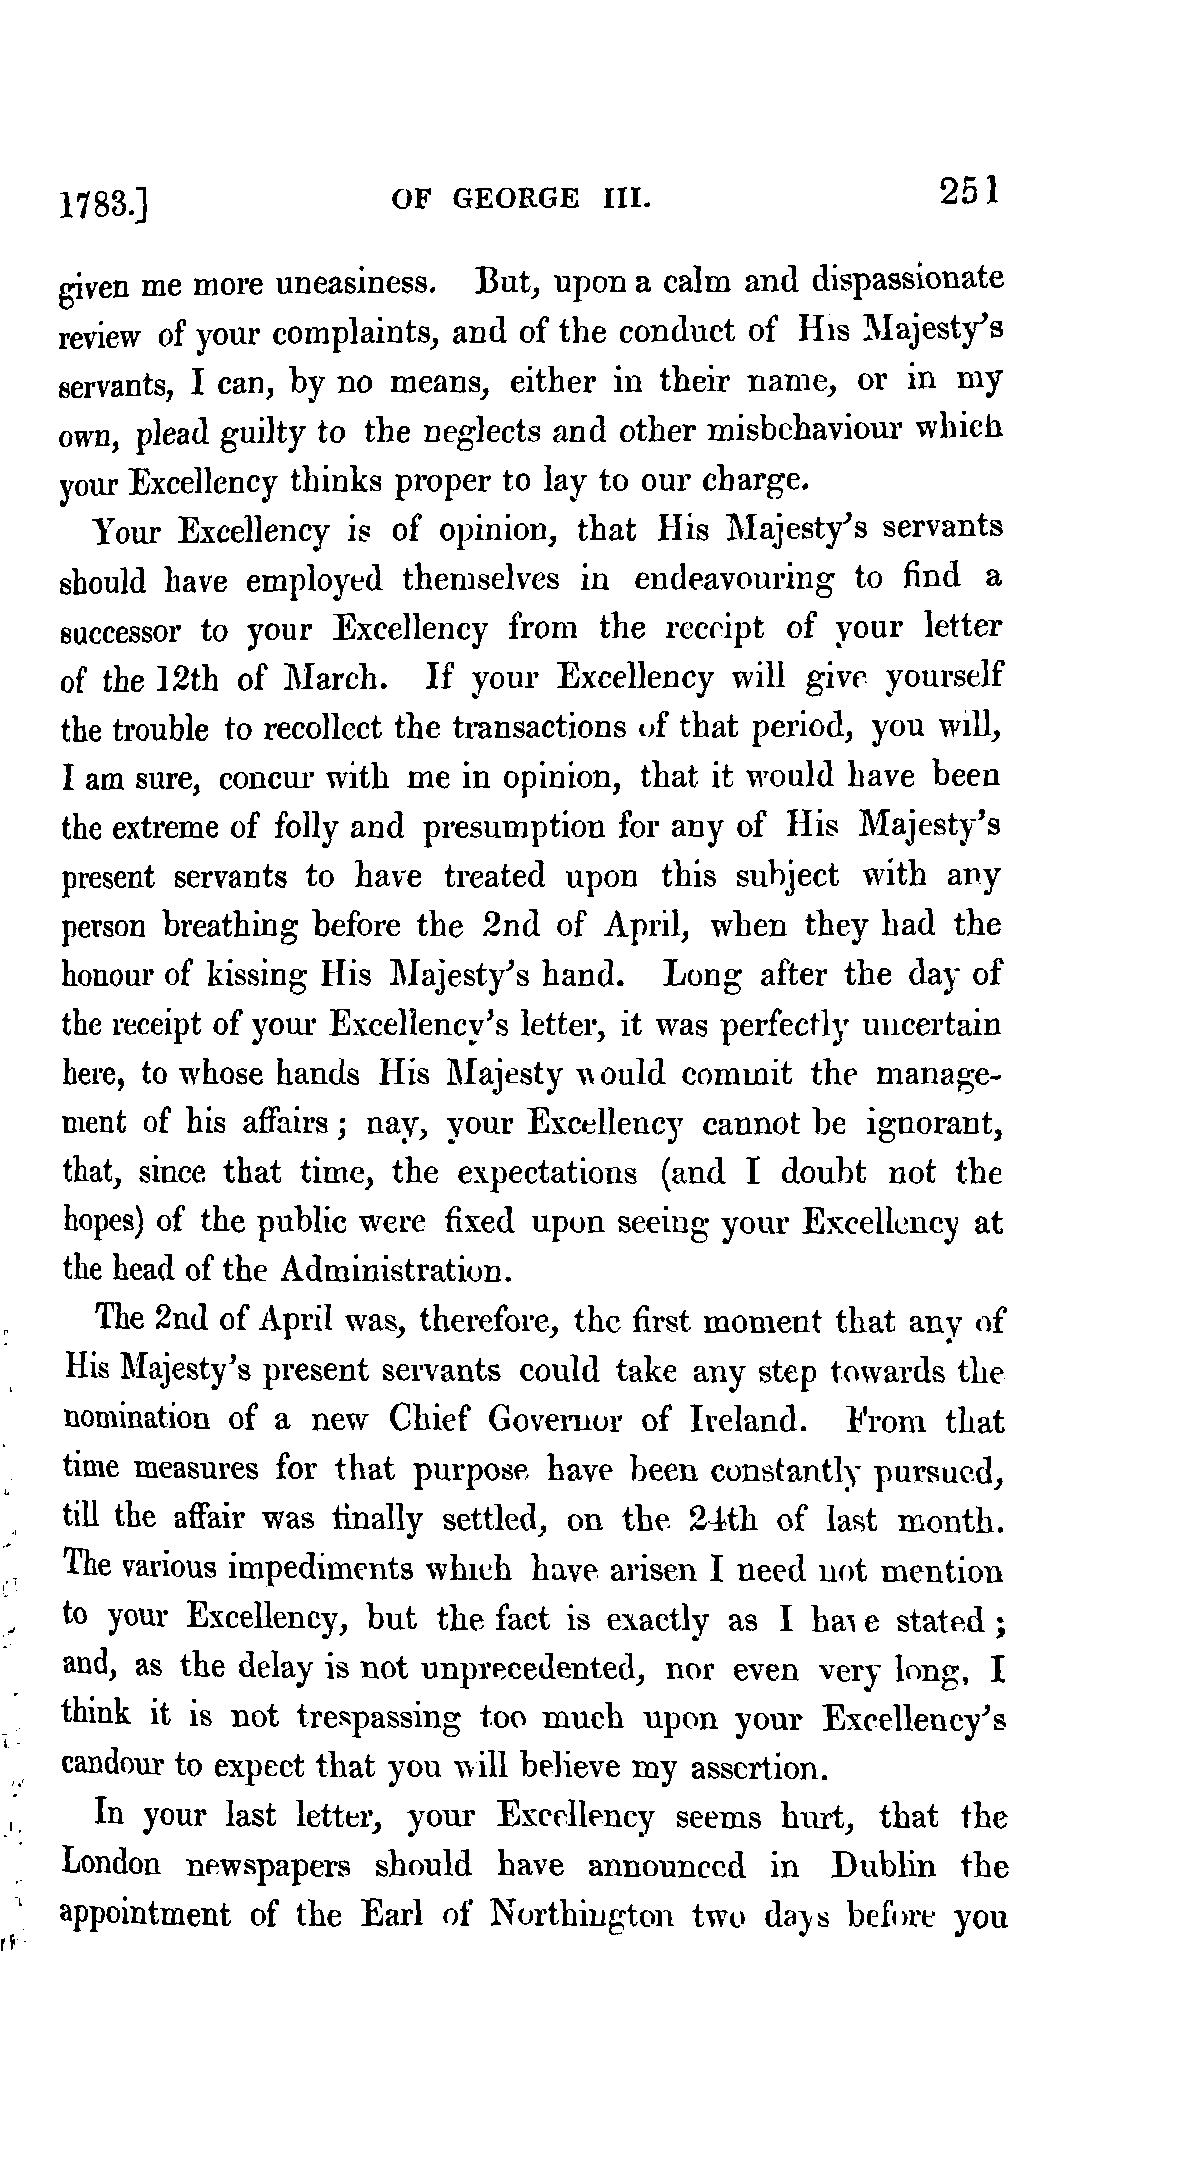 1783.] OF GEORGE III. 251
given me more uneasiness. But, upon a calm and dispassionate
review of your complaints, and of the conduct of His Majesty's
servants, I can, by no means, either in their name, or in my
own, plead guilty to the neglects and other misbehaviour which
your Excellency thinks proper to lay to our charge.
Your Excellency is of opinion, that His Majesty's servants
should have employed themselves in endeavouring to find a
successor to your Excellency from the receipt of your letter
of the 12th of March. If your Excellency will give yourself
the trouble to recollect the transactions of that period, you will,
I am sure, concur with me in opinion, that it would have been
the extreme of folly and presumption for any of His Majesty's
present servants to have treated upon this subject with any
person breathing before the 2nd of April, when they had the
honour of kissing His Majesty's hand. Long after the day of
the receipt of your Excellency's letter, it was perfectly uncertain
here, to whose hands His Majesty would commit the manage-
ment of his affairs; nay, your Excellency cannot be ignorant,
that, since that time, the expectations (and I doubt not the
hopes) of the public were fixed upon seeing your Excellency at
the head of the Administration.
The 2nd of April was, therefore, the first moment that any of
His Majesty's present servants could take any step towards the
nomination of a new Chief Governor of Ireland. From that
time measures for that purpose have been constantly pursued,
till the affair was finally settled, on the 24th of last month.
The various impediments which have arisen I need not mention
to your Excellency, but the fact is exactly as I have stated;
and, as the delay is not unprecedented, nor even very long, I
think it is not trespassing too much upon your Excellency's
candour to expect that you will believe my assertion.
In your last letter, your Excellency seems hurt, that the
London newspapers should have announced in Dublin the
appointment of the Earl of Northington two days before you